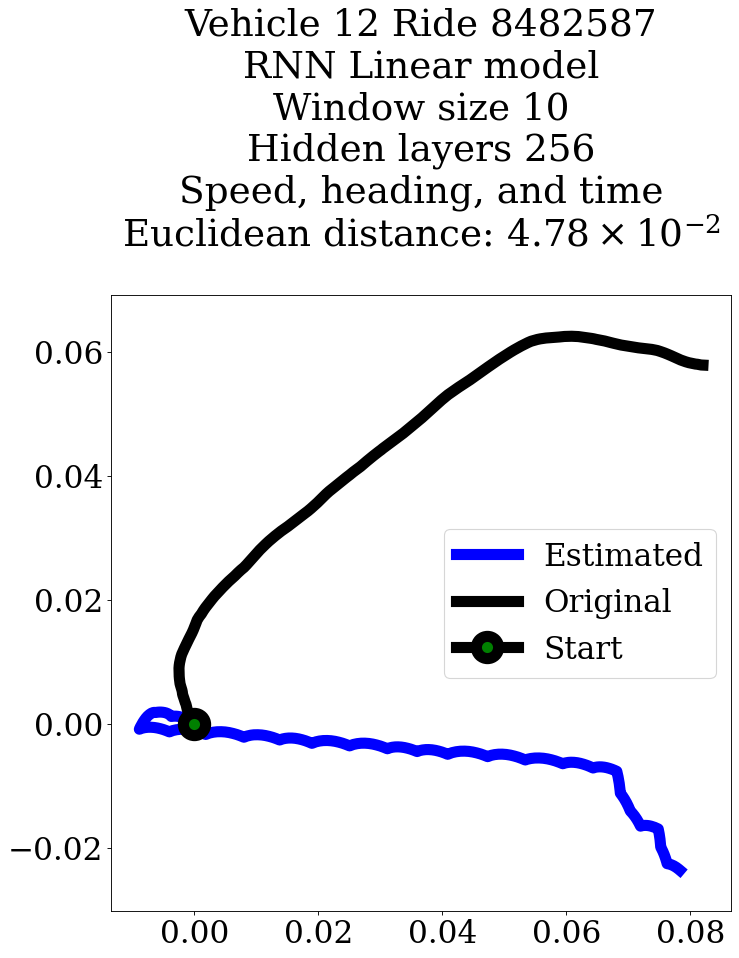 Vehicle 12 Ride 8482587
RNN Linear model
Window size 10
Hidden layers 256
Speed, heading, and time
Euclidean distance: 4.78 × 10⁻²
0.06
0.04
0.02
0.00
−0.02
Estimated
Original
Start
0.00 0.02 0.04 0.06 0.08